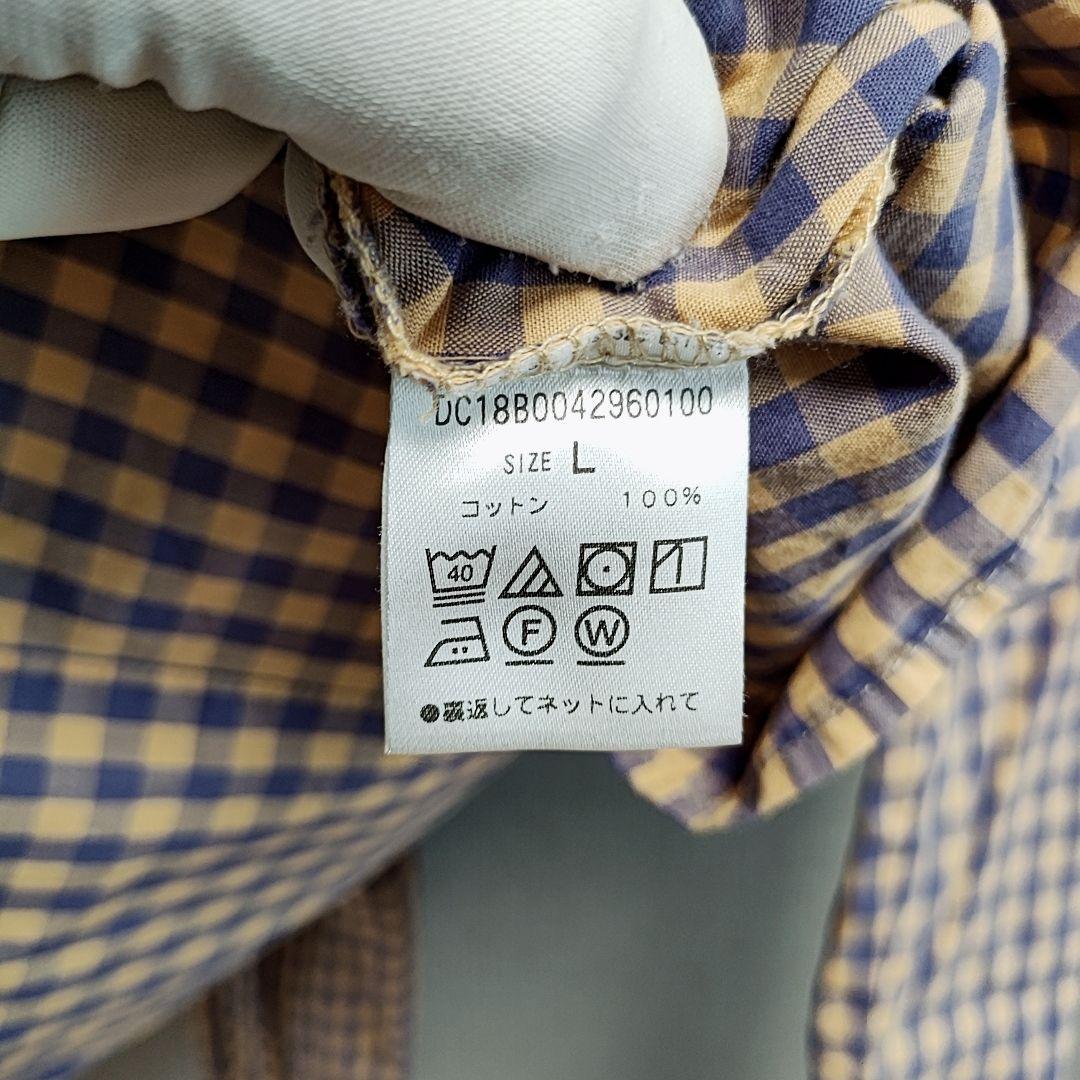 DC18B0042960100
SIZE L
コットン 100%
40
F W
●裏返してネットに入れて